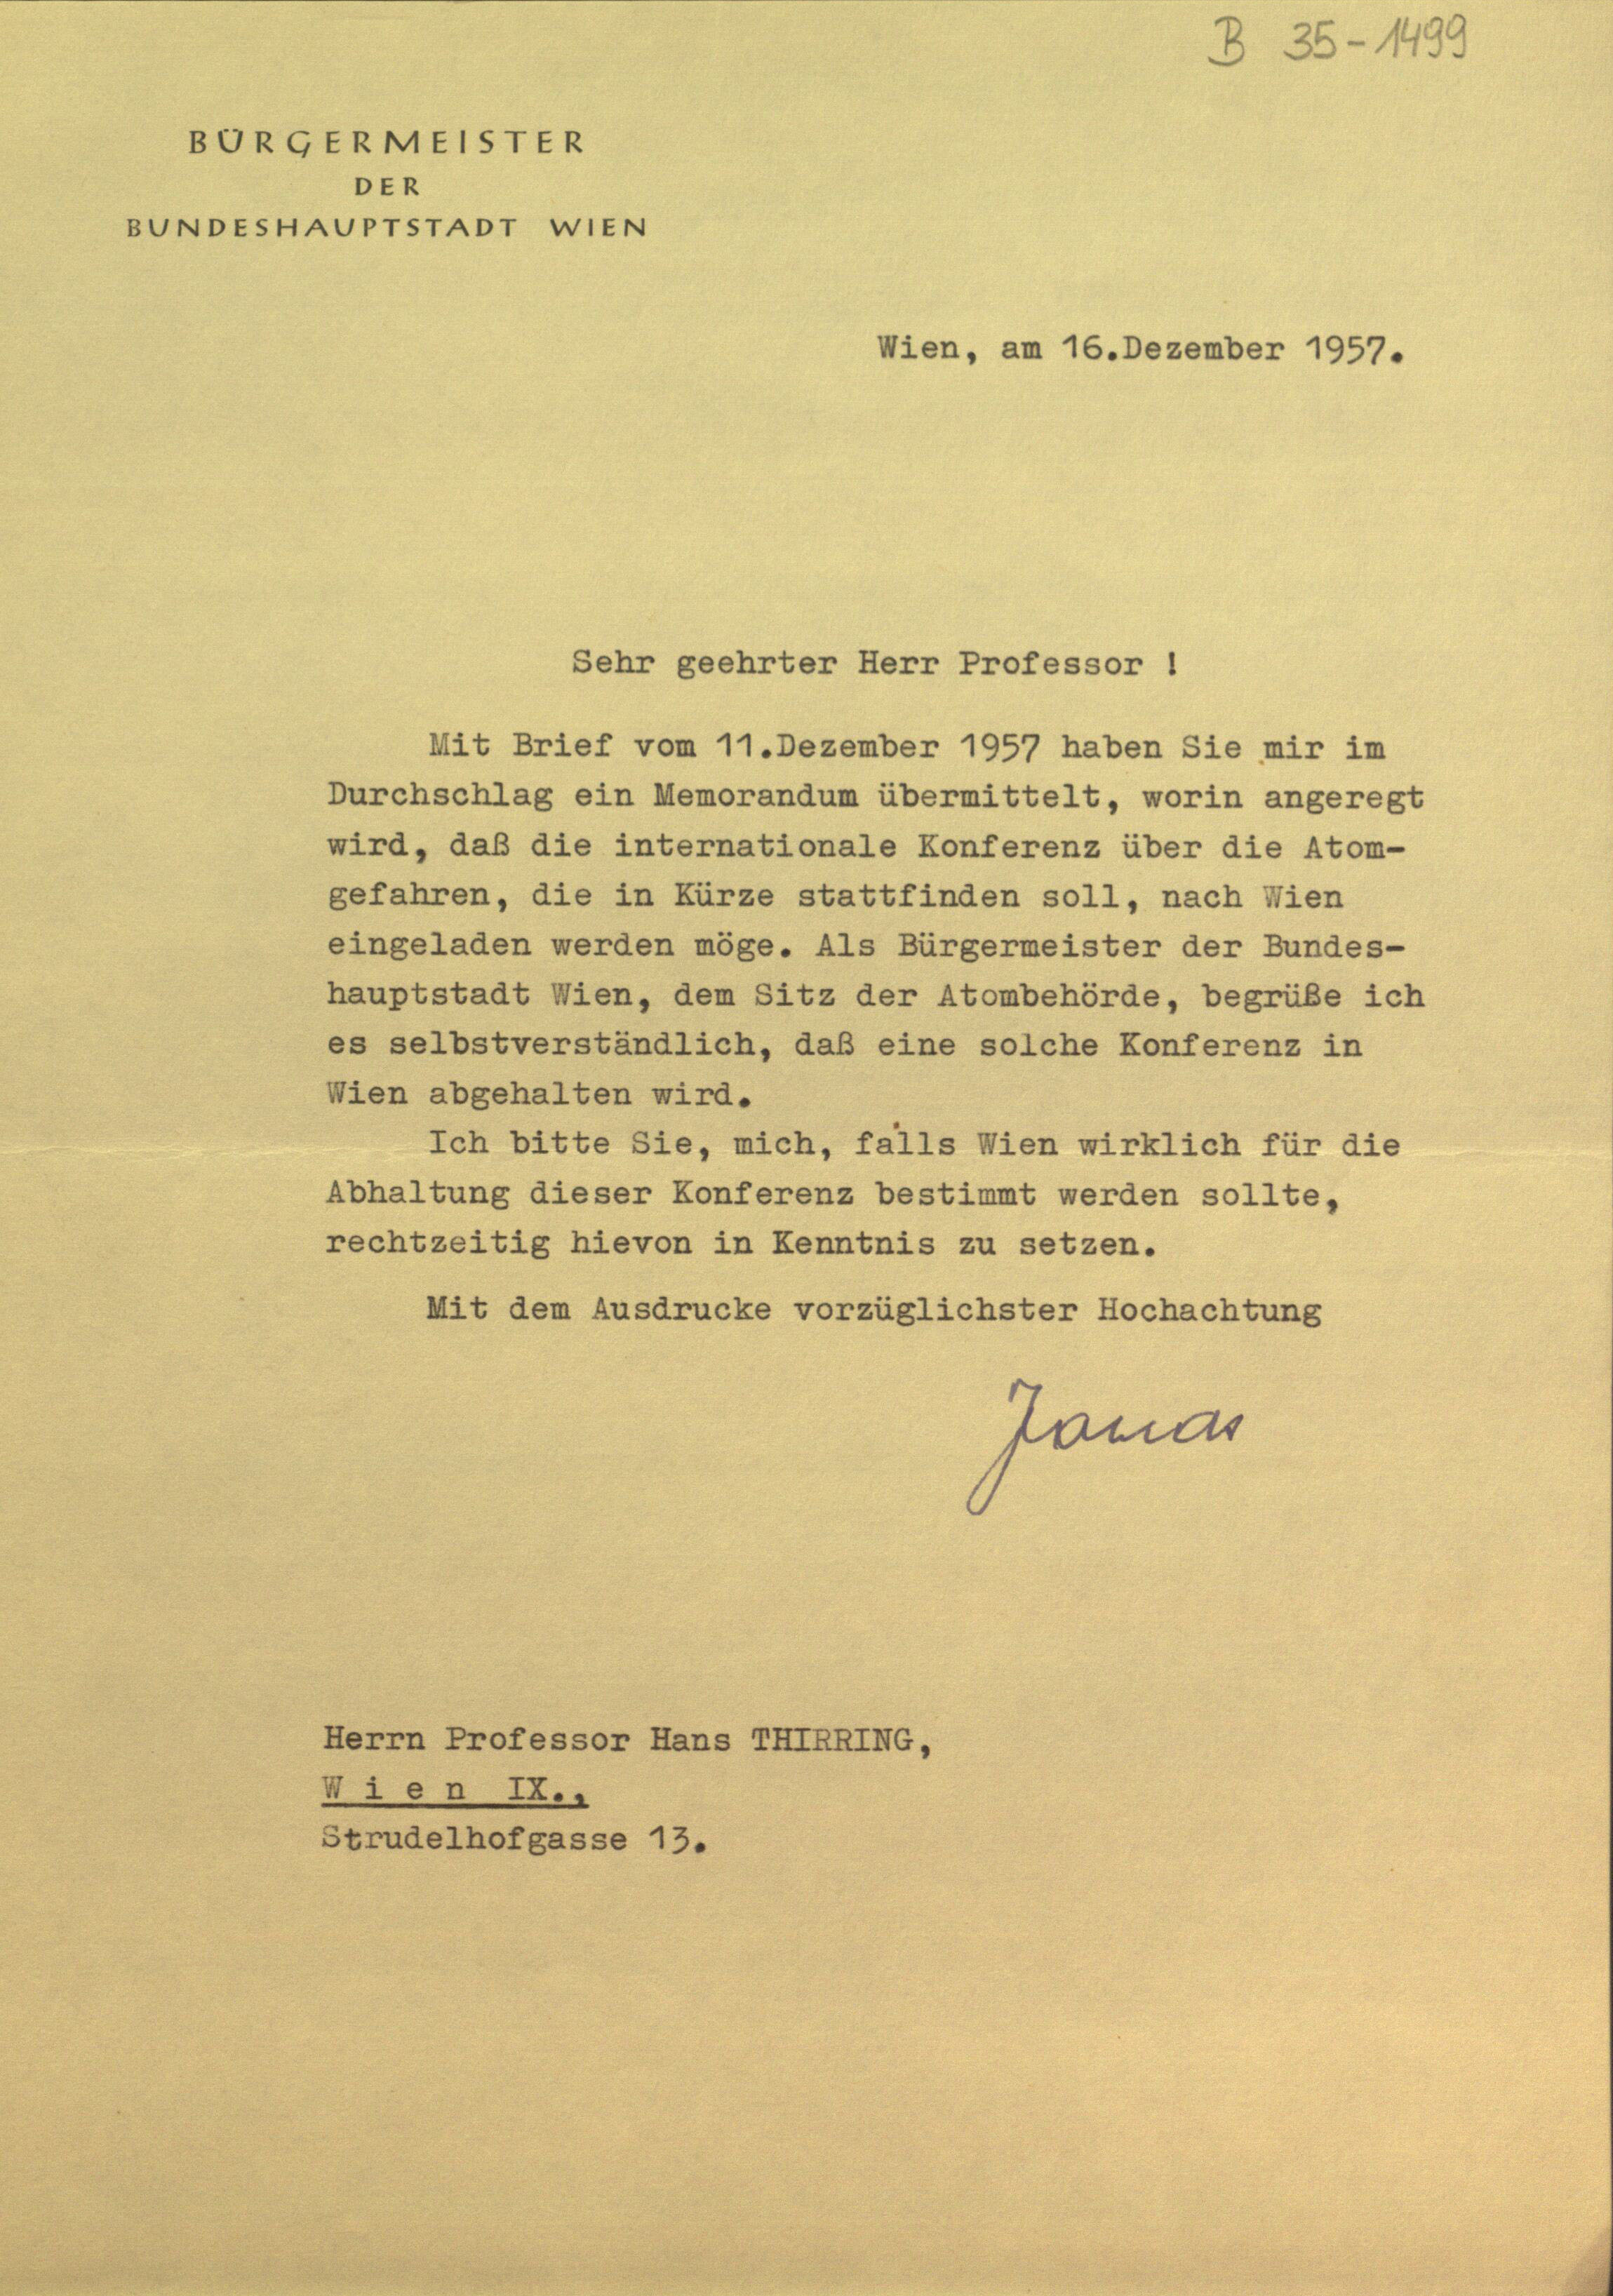 B 35-1499
BÜRGERMEISTER
DER
BUNDESHAUPTSTADT WIEN
Wien, am 16.Dezember 1957.
Sehr geehrter Herr Professor !
Mit Brief vom 11.Dezember 1957 haben Sie mir im
Durchschlag ein Memorandum übermittelt, worin angeregt
wird, daß die internationale Konferenz über die Atom-
gefahren, die in Kürze stattfinden soll, nach Wien
eingeladen werden möge. Als Bürgermeister der Bundes-
hauptstadt Wien, dem Sitz der Atombehörde, begrüße ich
es selbstverständlich, daß eine solche Konferenz in
Wien abgehalten wird.
Ich bitte Sie, mich, falls Wien wirklich für die
Abhaltung dieser Konferenz bestimmt werden sollte,
rechtzeitig hievon in Kenntnis zu setzen.
Mit dem Ausdrucke vorzüglichster Hochachtung
Jonas
Herrn Professor Hans THIRRING,
W i e n  IX.,
Strudelhofgasse 13.